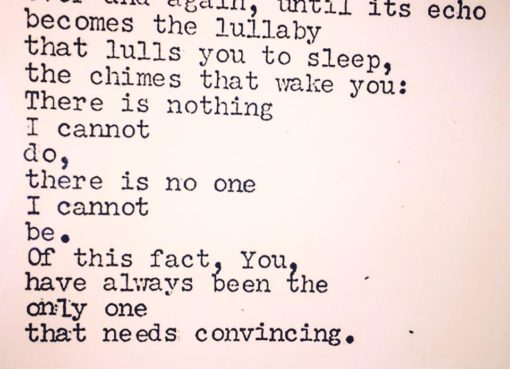 over and again, until its echo
becomes the lullaby
that lulls you to sleep,
the chimes that wake you:
There is nothing
I cannot
do,
there is no one
I cannot
be.
Of this fact, You,
have always been the
only one
that needs convincing.